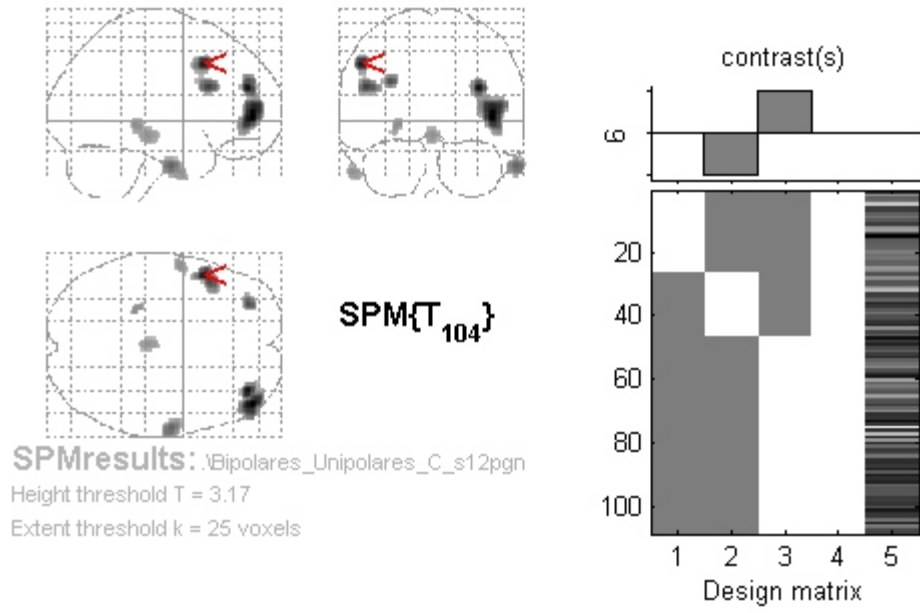 contrast(s)
6
SPM{T104}
SPMresults: .\Bipolares_Unipolares_C_s12pgn
Height threshold T = 3.17
Extent threshold k = 25 voxels
20
40
60
80
100
1 2 3 4 5
Design matrix